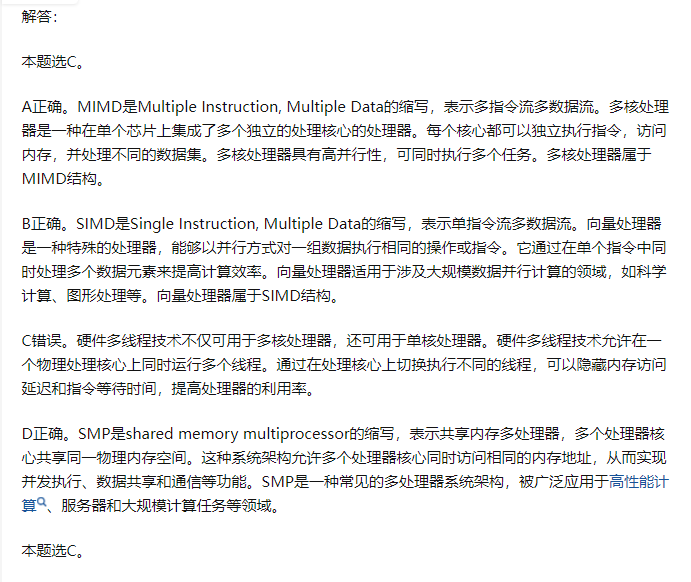 解答：
本题选C。
A正确。MIMD是Multiple Instruction, Multiple Data的缩写，表示多指令流多数据流。多核处理
器是一种在单个芯片上集成了多个独立的处理核心的处理器。每个核心都可以独立执行指令，访问
内存，并处理不同的数据集。多核处理器具有高并行性，可同时执行多个任务。多核处理器属于
MIMD结构。
B正确。SIMD是Single Instruction, Multiple Data的缩写，表示单指令流多数据流。向量处理器
是一种特殊的处理器，能够以并行方式对一组数据执行相同的操作或指令。它通过在单个指令中同
时处理多个数据元素来提高计算效率。向量处理器适用于涉及大规模数据并行计算的领域，如科学
计算、图形处理等。向量处理器属于SIMD结构。
C错误。硬件多线程技术不仅可用于多核处理器，还可用于单核处理器。硬件多线程技术允许在一
个物理处理核心上同时运行多个线程。通过在处理核心上切换执行不同的线程，可以隐藏内存访问
延迟和指令等待时间，提高处理器的利用率。
D正确。SMP是shared memory multiprocessor的缩写，表示共享内存多处理器，多个处理器核
心共享同一物理内存空间。这种系统架构允许多个处理器核心同时访问相同的内存地址，从而实现
并发执行、数据共享和通信等功能。SMP是一种常见的多处理器系统架构，被广泛应用于高性能计
算、服务器和大规模计算任务等领域。
本题选C。